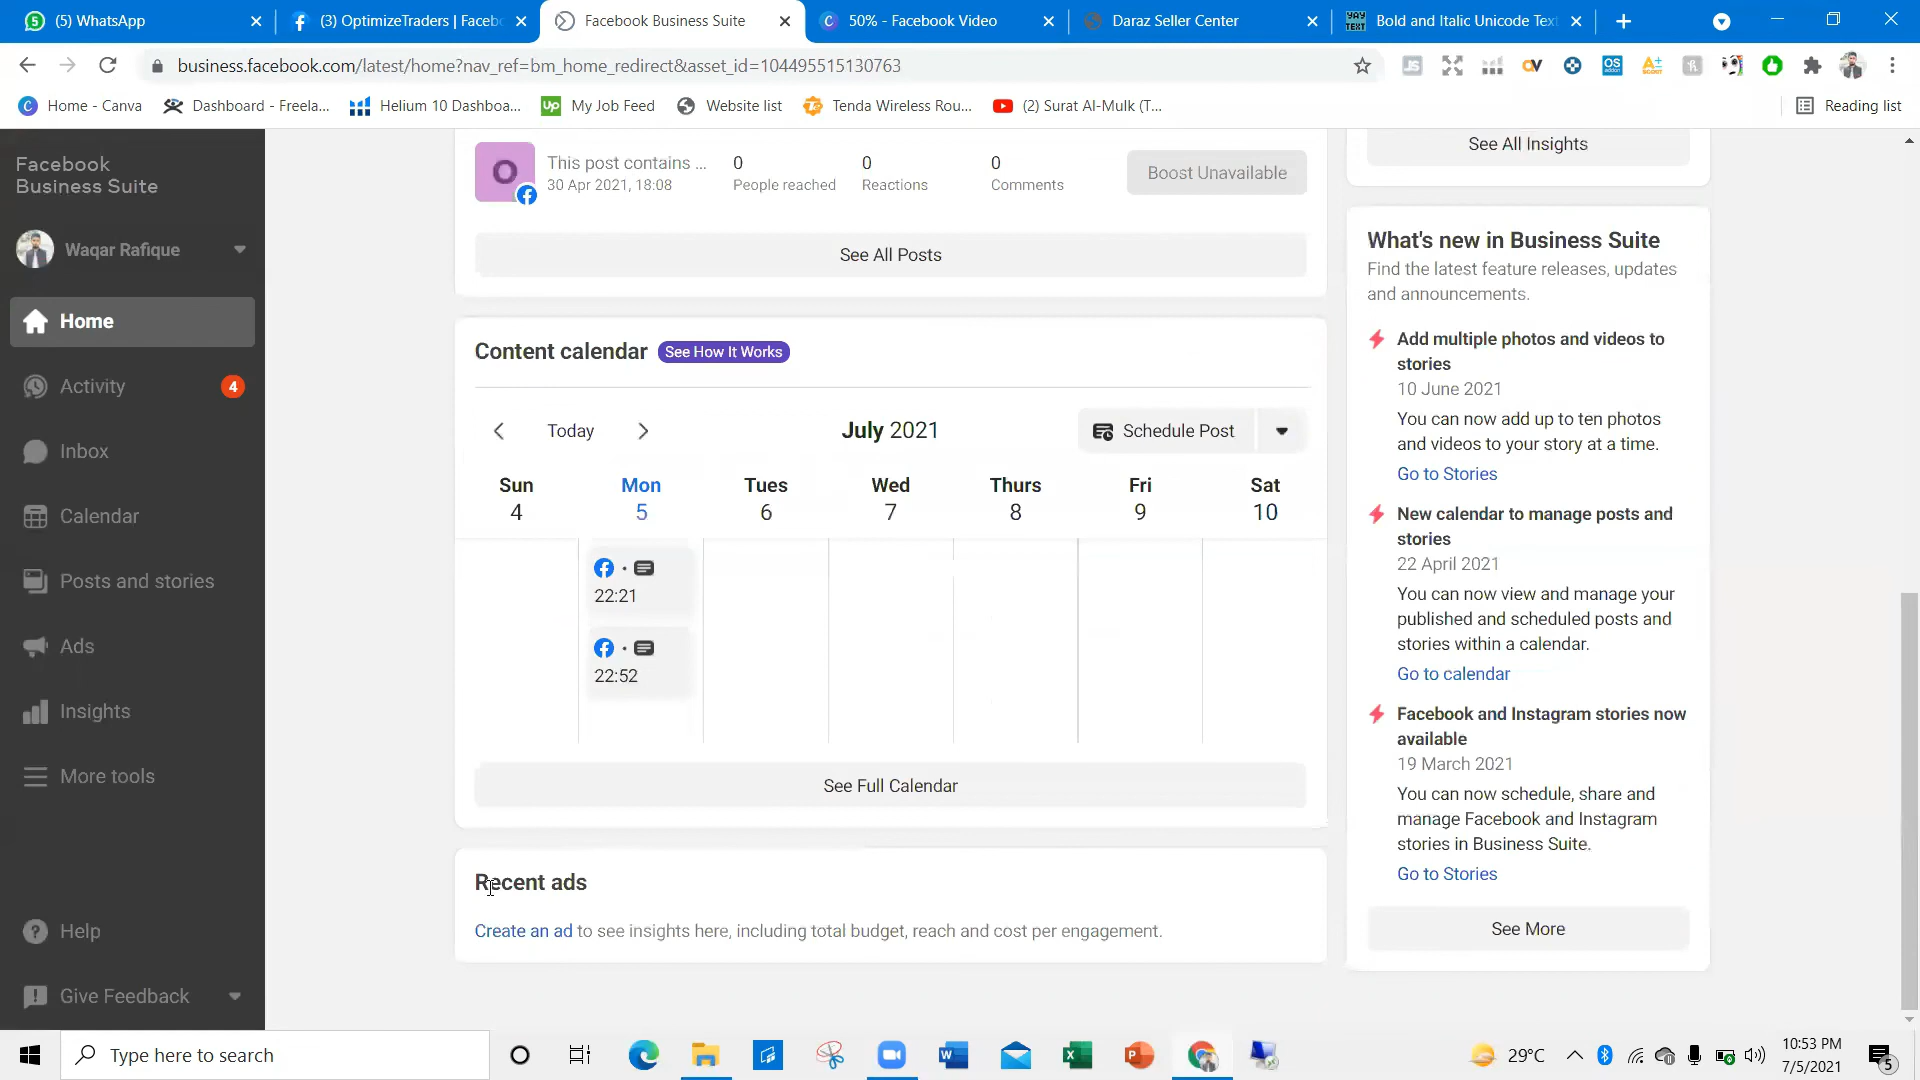 (5) WhatsApp
(3) OptimizeTraders | Faceb
Facebook Business Suite
50% - Facebook Video
Daraz Seller Center
YAY TEXT
Bold and Italic Unicode Text
business.facebook.com/latest/home?nav_ref=bm_home_redirect&asset_id=104495515130763
Home - Canva
Dashboard - Freela...
Helium 10 Dashboa...
Up
My Job Feed
Website list
Tenda Wireless Rou...
(2) Surat Al-Mulk (T...
Reading list
Facebook
Business Suite
Waqar Rafique
Home
Activity
4
Inbox
Calendar
Posts and stories
Ads
Insights
More tools
Help
Give Feedback
O
This post contains ...
30 Apr 2021, 18:08
0
People reached
0
Reactions
0
Comments
Boost Unavailable
See All Posts
Content calendar
See How It Works
Today
July 2021
Schedule Post
Sun Mon Tues Wed Thurs Fri Sat
4 5 6 7 8 9 10
22:21
22:52
See Full Calendar
Recent ads
Create an ad to see insights here, including total budget, reach and cost per engagement.
See All Insights
What's new in Business Suite
Find the latest feature releases, updates
and announcements.
Add multiple photos and videos to
stories
10 June 2021
You can now add up to ten photos
and videos to your story at a time.
Go to Stories
New calendar to manage posts and
stories
22 April 2021
You can now view and manage your
published and scheduled posts and
stories within a calendar.
Go to calendar
Facebook and Instagram stories now
available
19 March 2021
You can now schedule, share and
manage Facebook and Instagram
stories in Business Suite.
Go to Stories
See More
Type here to search
29°C
10:53 PM
7/5/2021
5